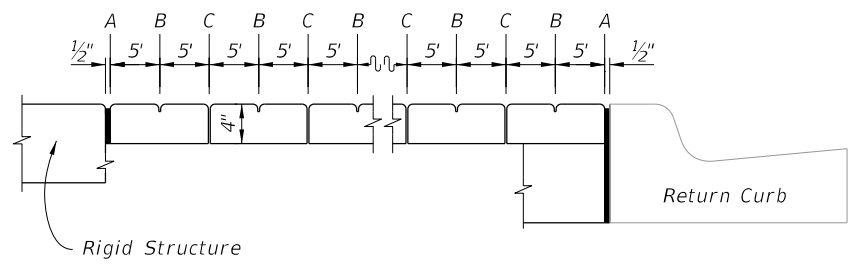 A B C B C B C B C B A
½" 5' 5' 5' 5' 5' 5' 5' 5' 5' ½"
4"
Return Curb
Rigid Structure